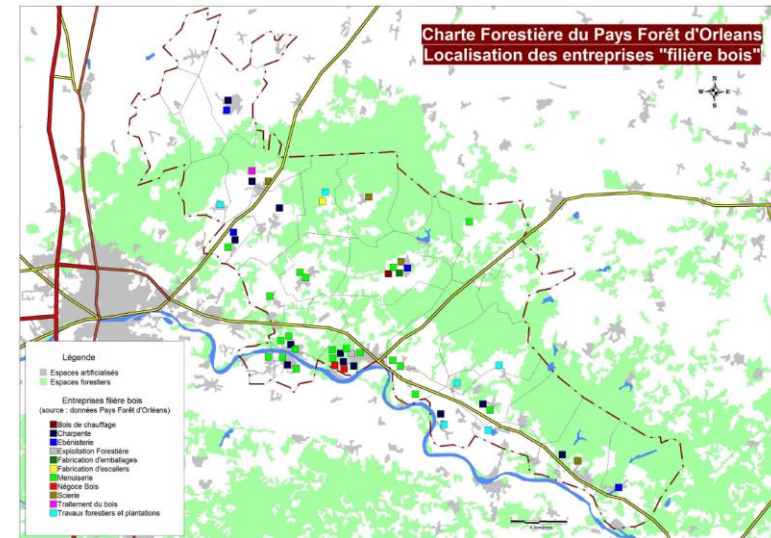 Charte Forestière du Pays Forêt d'Orleans
Localisation des entreprises "filière bois"
N
W
E
S
Légende
Espaces artificialisés
Espaces forestiers
Entreprises filière bois
(source : données Pays Forêt d'Orléans)
Bois de chauffage
Charpente
Ebénisterie
Exploitation Forestière
Fabrication d'emballages
Fabrication d'escaliers
Menuiserie
Négoce Bois
Scierie
Traitement du bois
Travaux forestiers et plantations